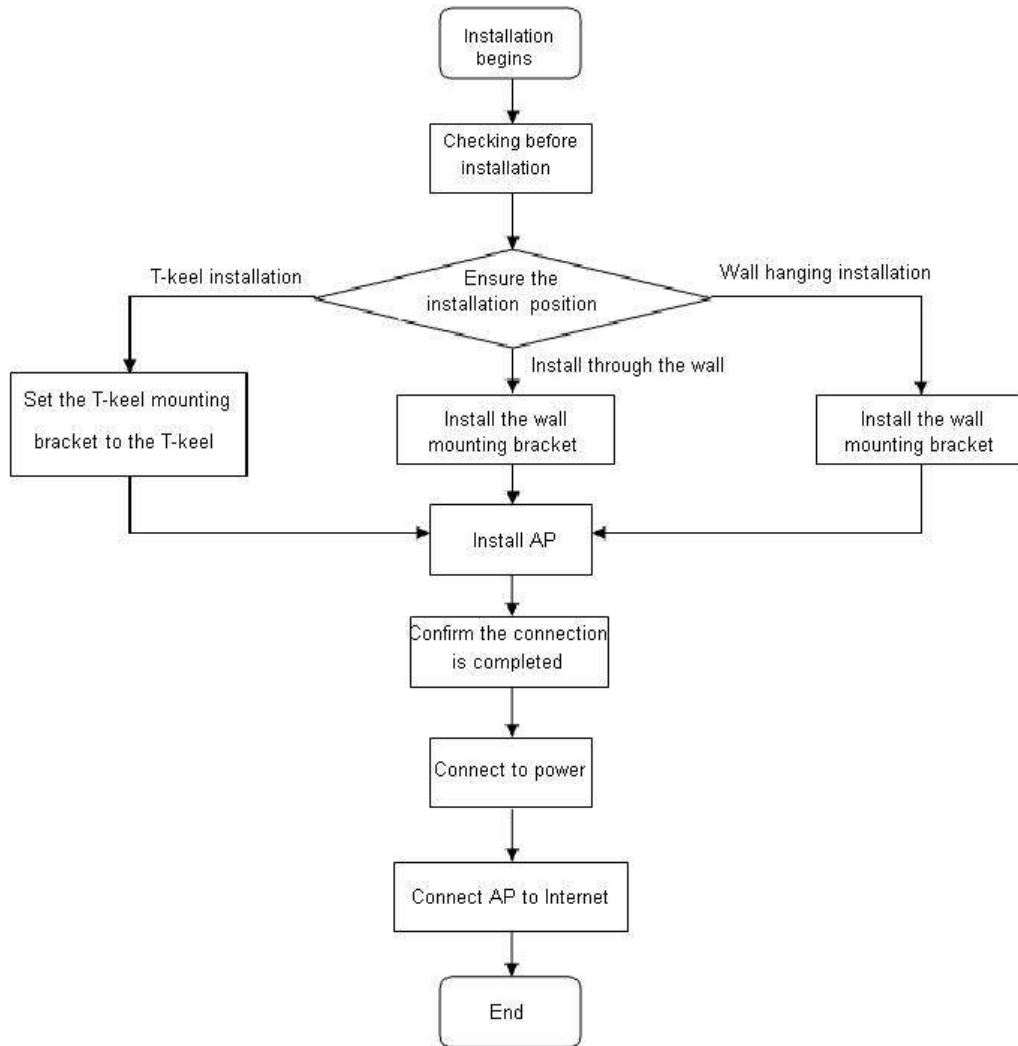 Installation
begins
Checking before
installation
T-keel installation
Ensure the
installation position
Wall hanging installation
Install through the wall
Set the T-keel mounting
bracket to the T-keel
Install the wall
mounting bracket
Install the wall
mounting bracket
Install AP
Confirm the connection
is completed
Connect to power
Connect AP to Internet
End